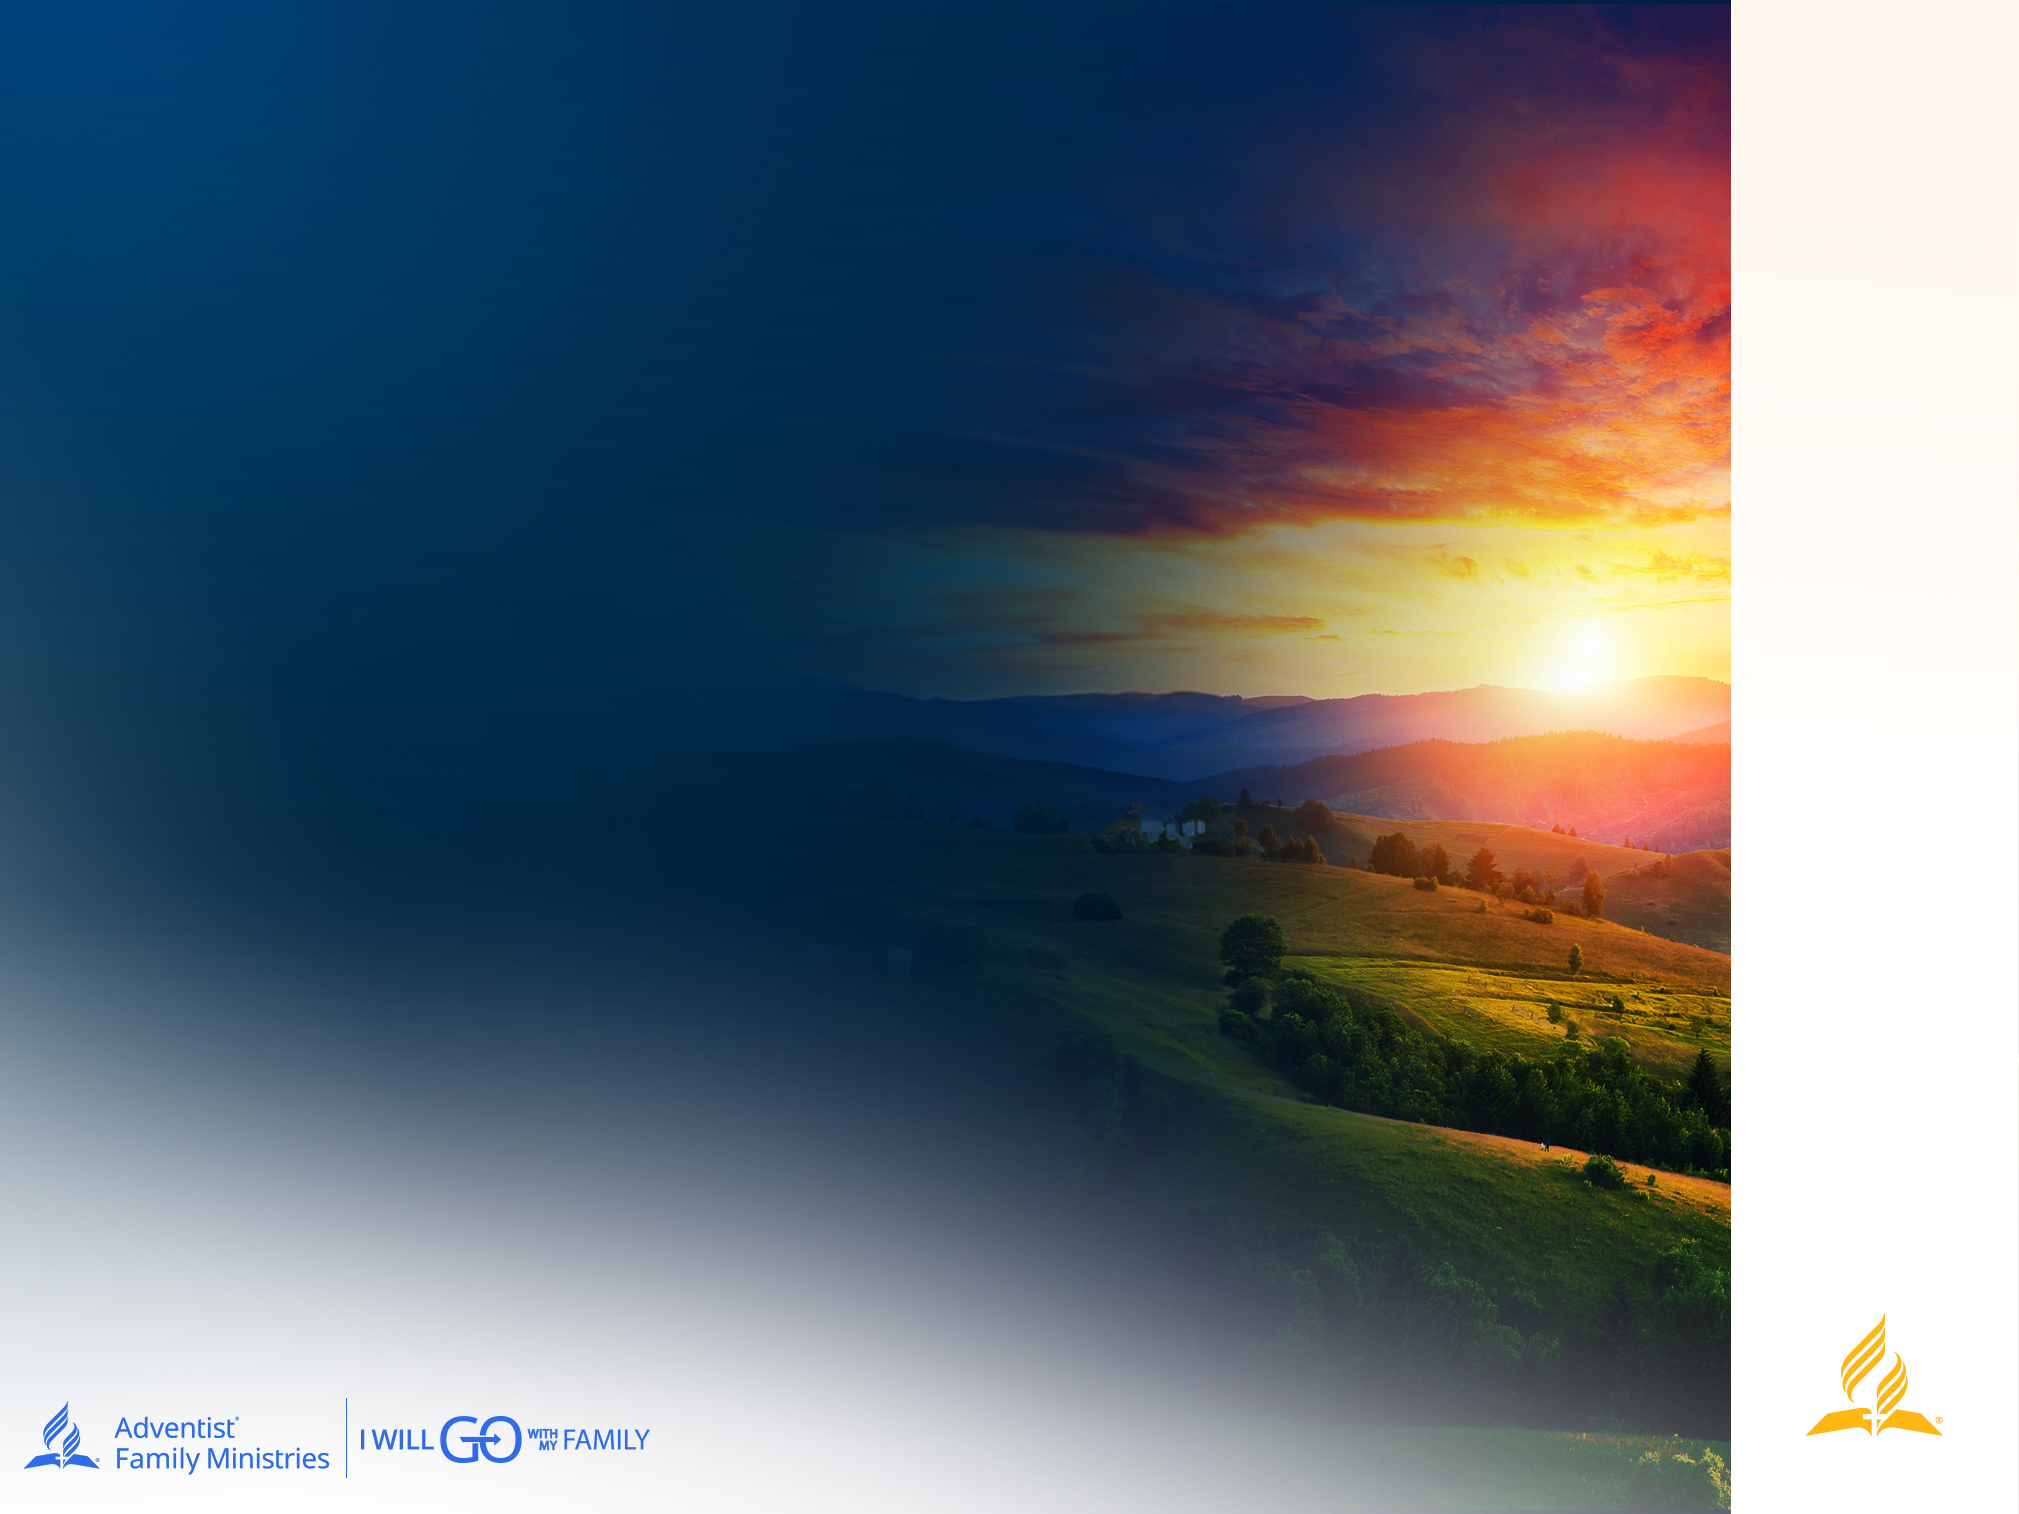 Adventist®
Family Ministries
I WILL GO WITH MY FAMILY
®